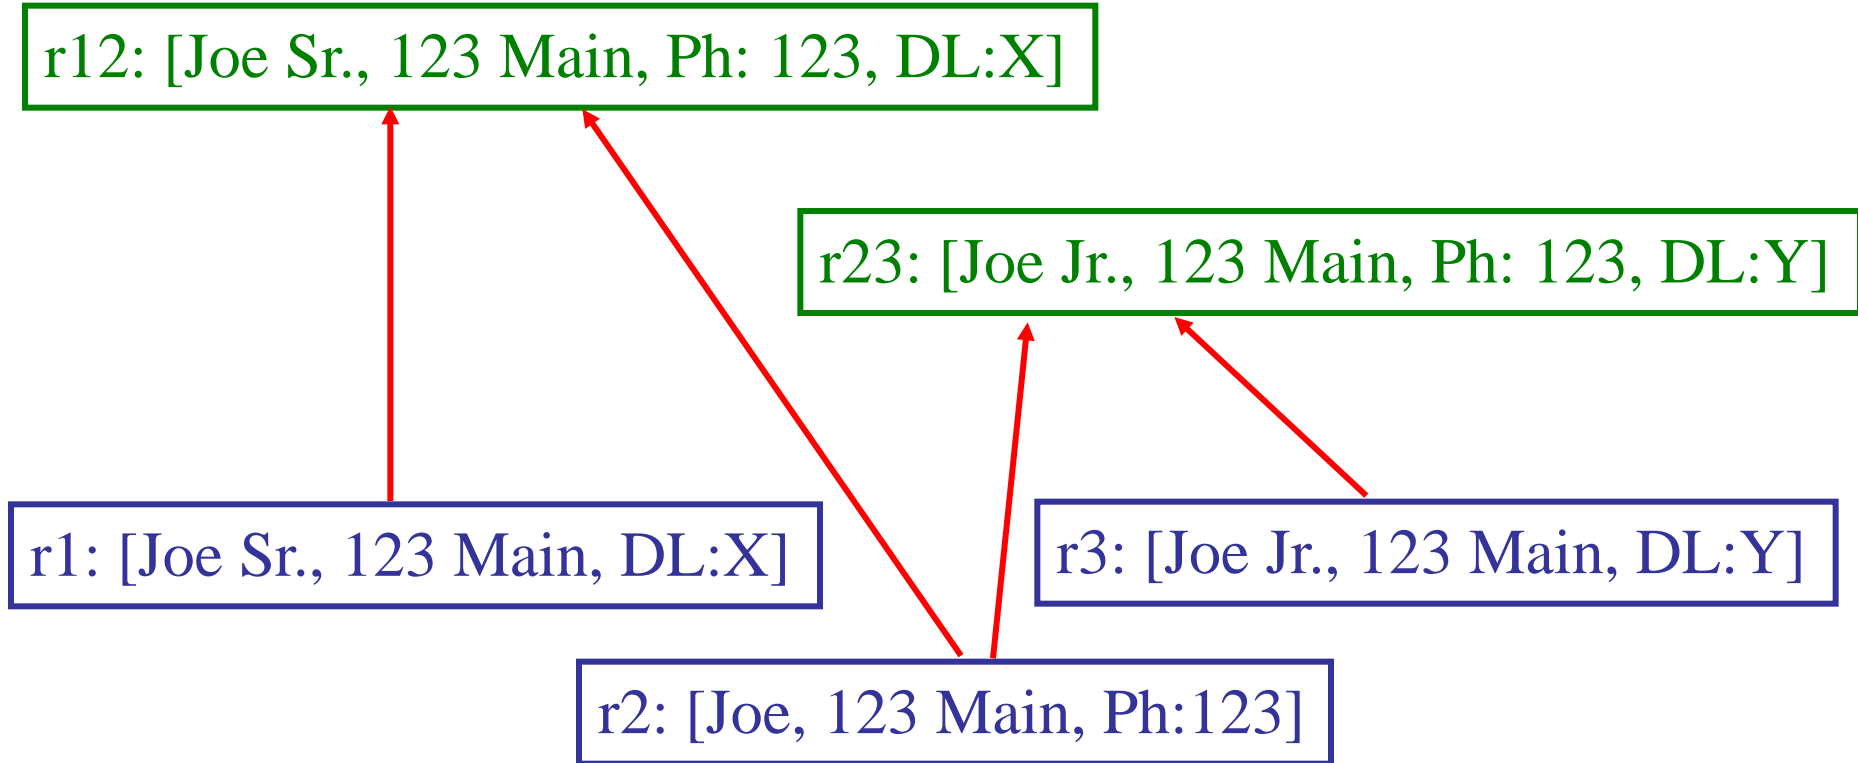 r12: [Joe Sr., 123 Main, Ph: 123, DL:X]
r23: [Joe Jr., 123 Main, Ph: 123, DL:Y]
r1: [Joe Sr., 123 Main, DL:X]
r3: [Joe Jr., 123 Main, DL:Y]
r2: [Joe, 123 Main, Ph:123]